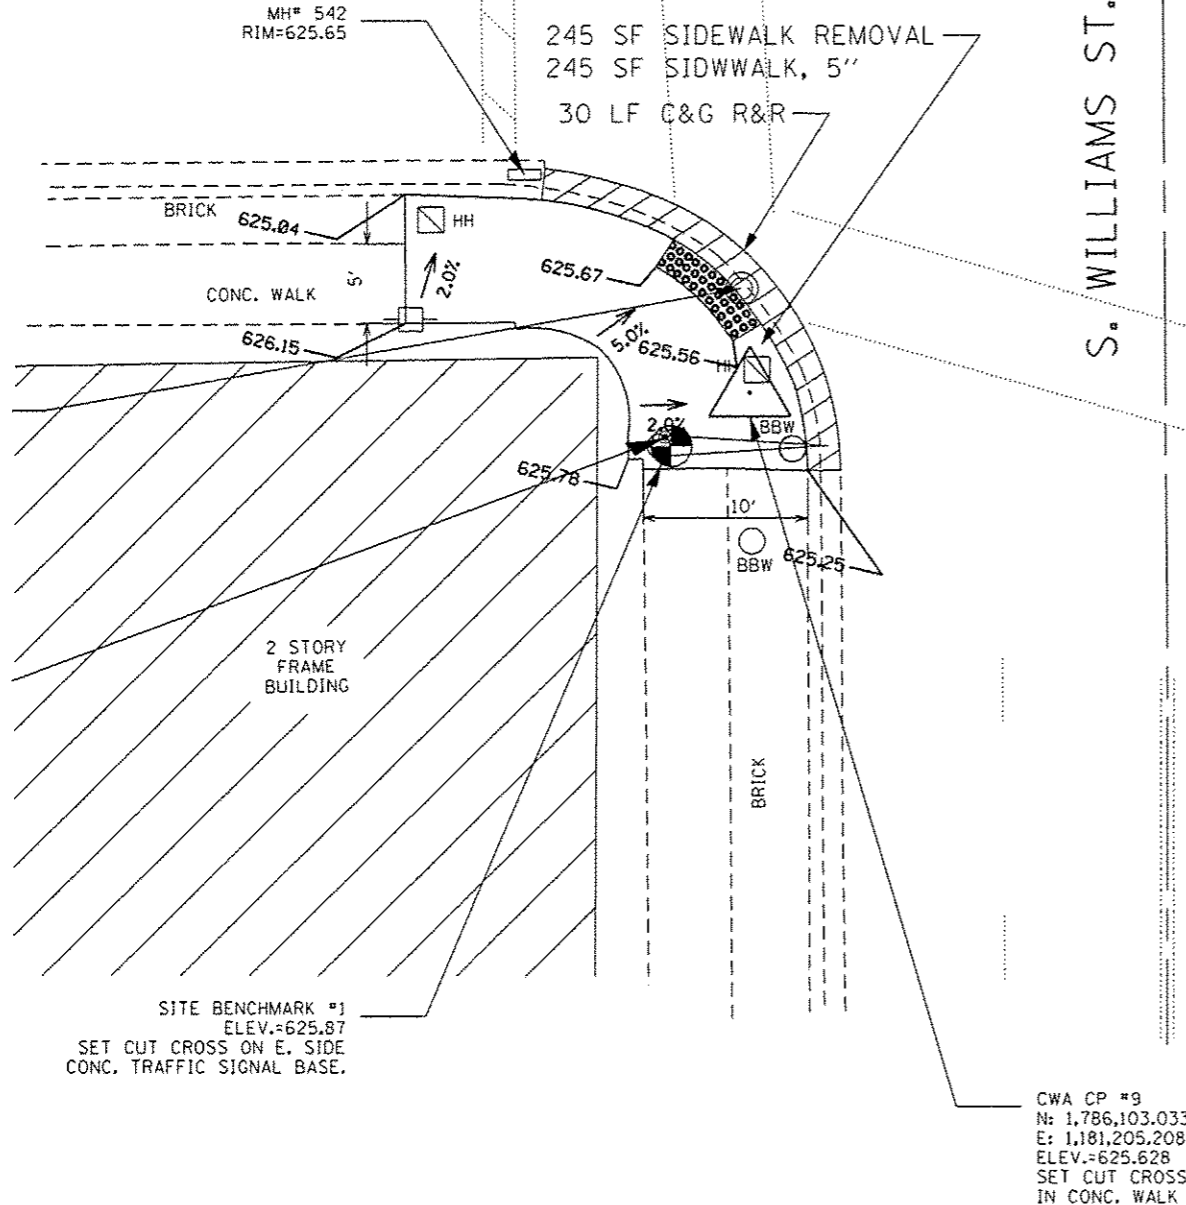 MH# 542
RIM=625.65
245 SF SIDEWALK REMOVAL
245 SF SIDWWALK, 5''
30 LF C&G R&R
S. WILLIAMS ST.
BRICK
625.04
HH
5'
2.0%
CONC. WALK
625.67
626.15
5.0%
625.56
HH
2.0%
BBW
625.78
10'
BBW
625.25
2 STORY
FRAME
BUILDING
BRICK
SITE BENCHMARK #1
ELEV.=625.87
SET CUT CROSS ON E. SIDE
CONC. TRAFFIC SIGNAL BASE.
CWA CP #9
N: 1,786,103.033
E: 1,181,205.208
ELEV.=625.628
SET CUT CROSS
IN CONC. WALK